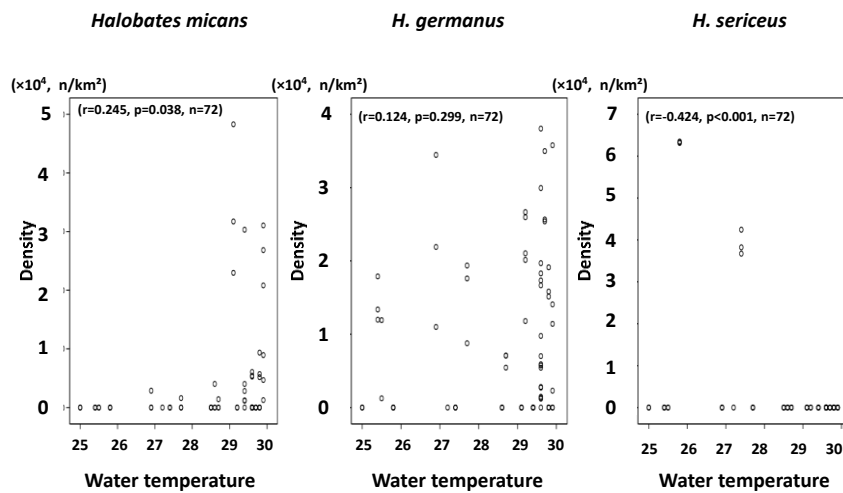 Halobates micans
H. germanus
H. sericeus
(×10⁴, n/km²)
(×10⁴, n/km²)
(×10⁴, n/km²)
(r=0.245, p=0.038, n=72)
(r=0.124, p=0.299, n=72)
(r=-0.424, p<0.001, n=72)
5
4
3
2
1
0
Density
25 26 27 28 29 30
Water temperature
4
3
2
1
0
Density
25 26 27 28 29 30
Water temperature
7
6
5
4
3
2
1
0
Density
25 26 27 28 29 30
Water temperature